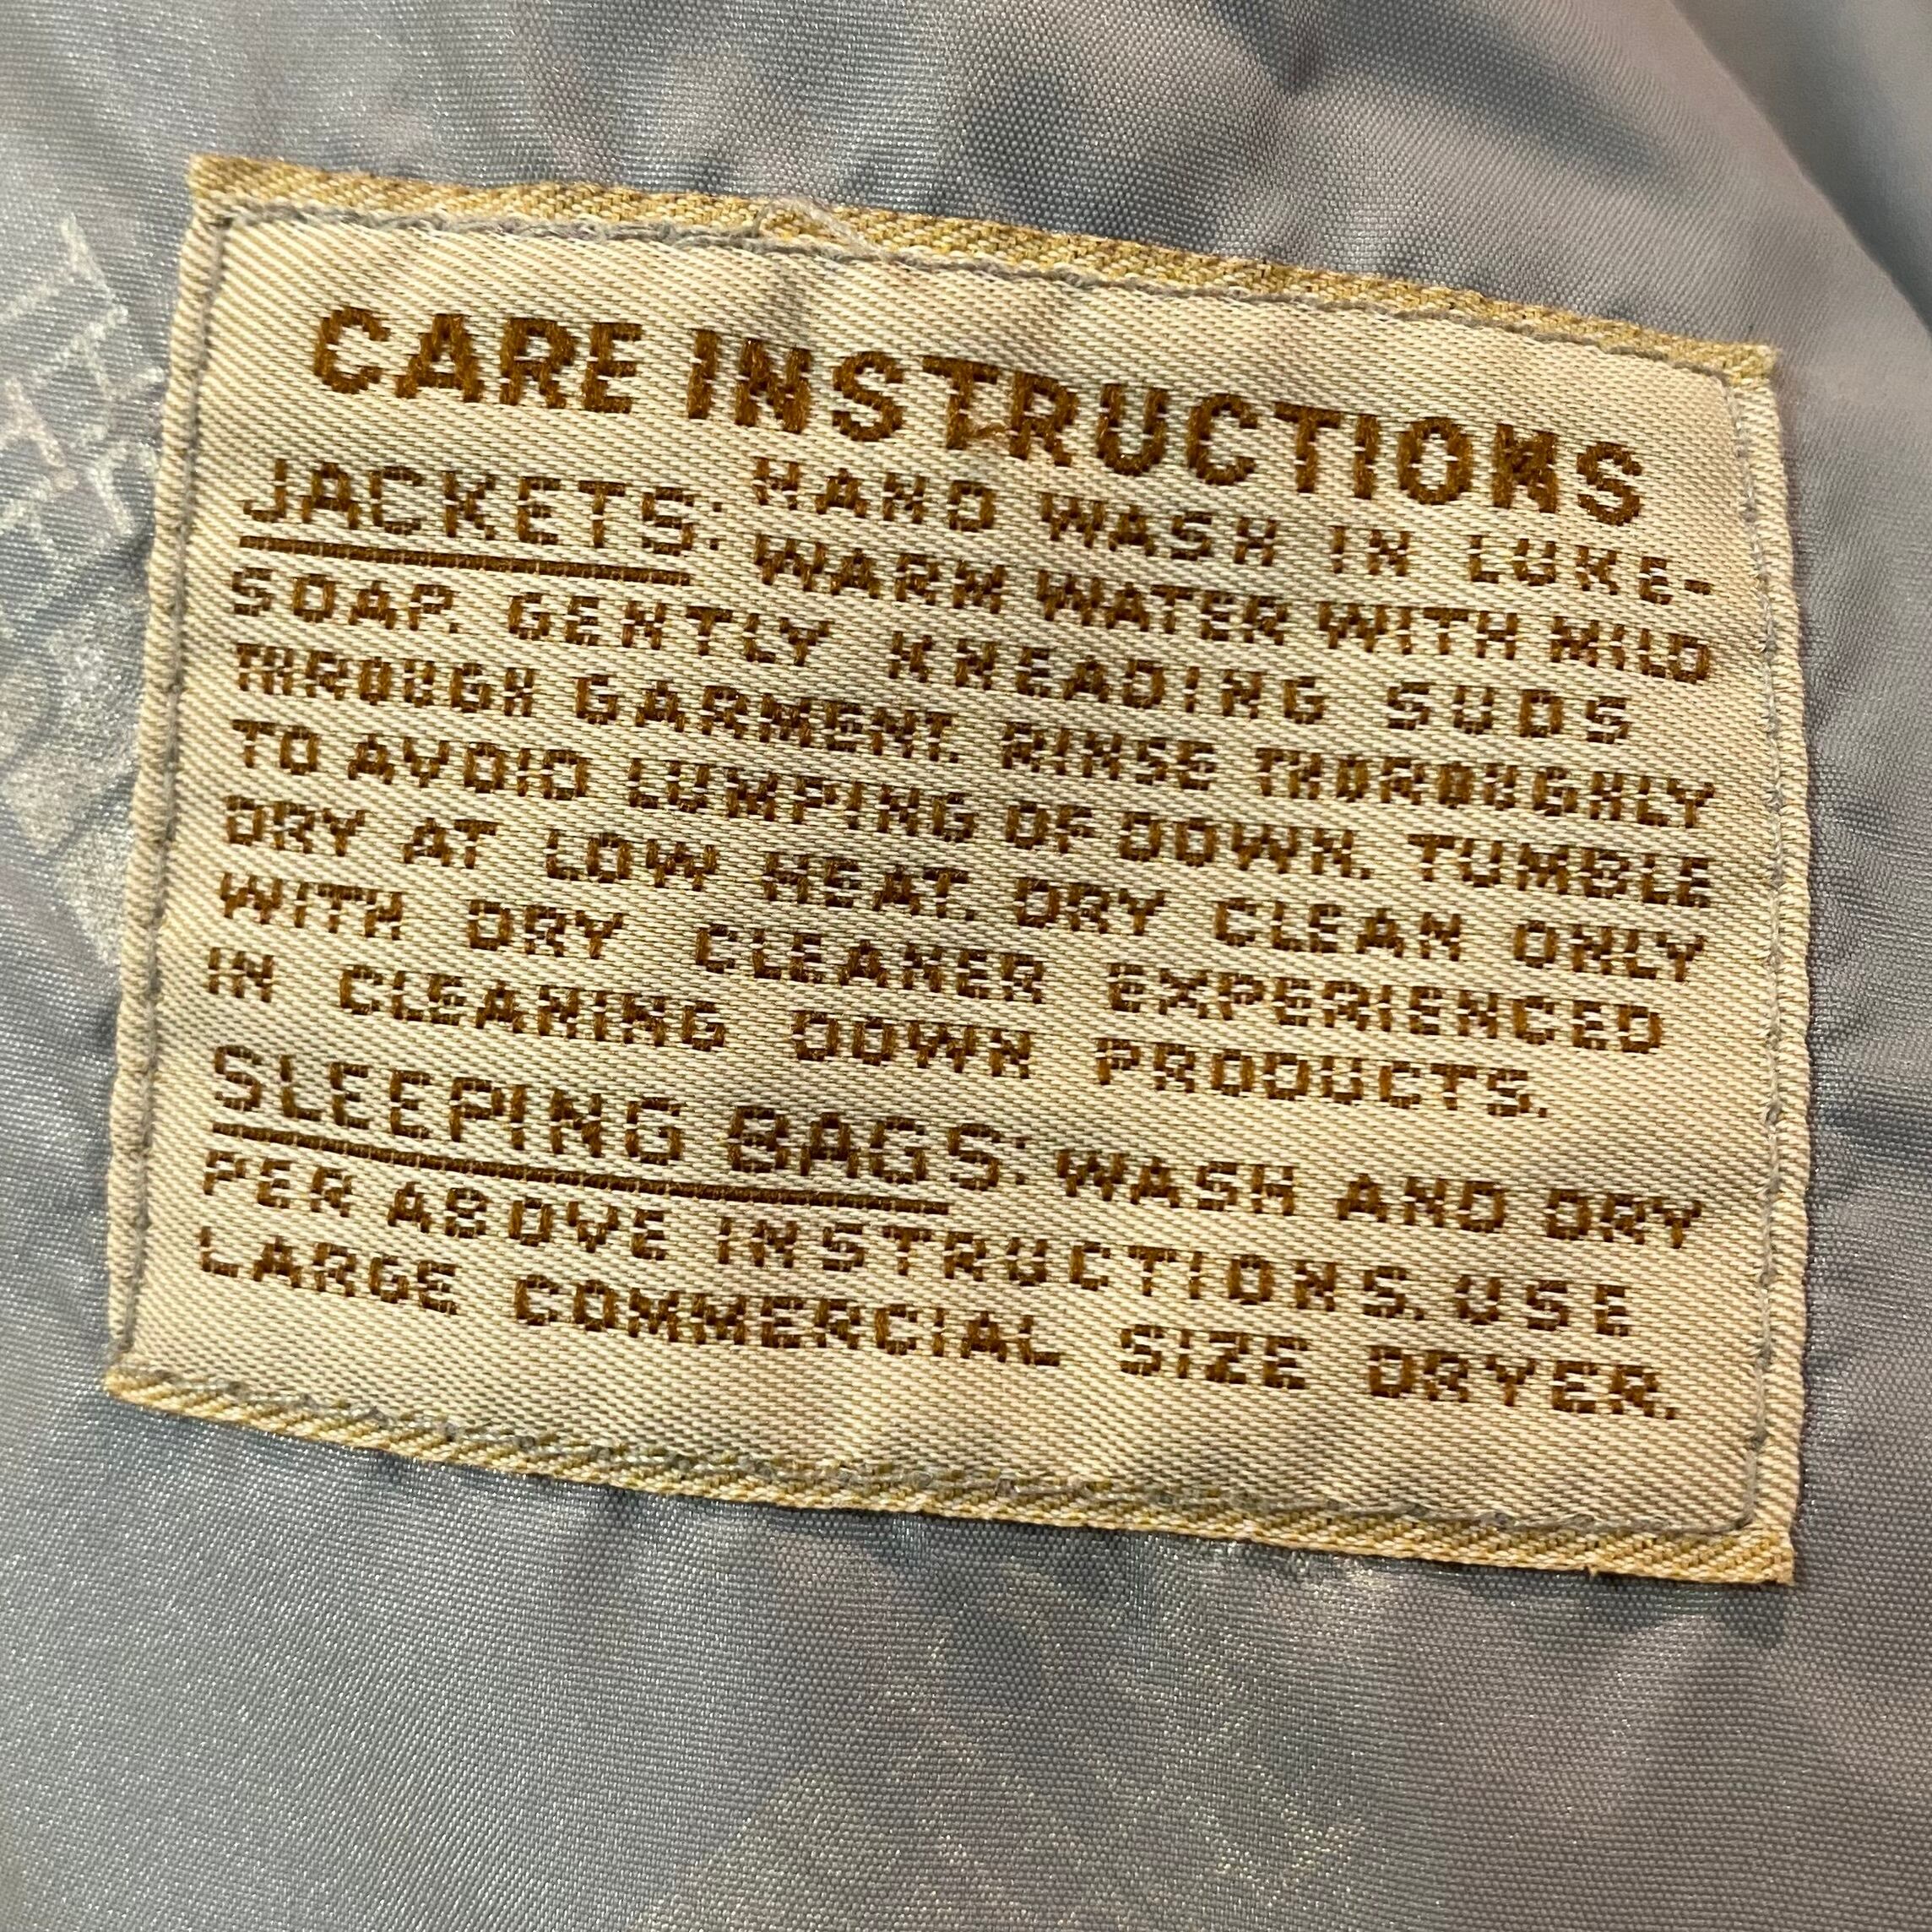 CARE INSTRUCTIONS
JACKETS: HAND WASH IN LUKE-
WARM WATER WITH MILD
SOAP, GENTLY KNEADING SUDS
THROUGH GARMENT. RINSE THOROUGHLY
TO AVOID LUMPING OF DOWN. TUMBLE
DRY AT LOW HEAT. DRY CLEAN ONLY
WITH DRY CLEANER EXPERIENCED
IN CLEANING DOWN PRODUCTS.
SLEEPING BAGS: WASH AND DRY
PER ABOVE INSTRUCTIONS. USE
LARGE COMMERCIAL SIZE DRYER.